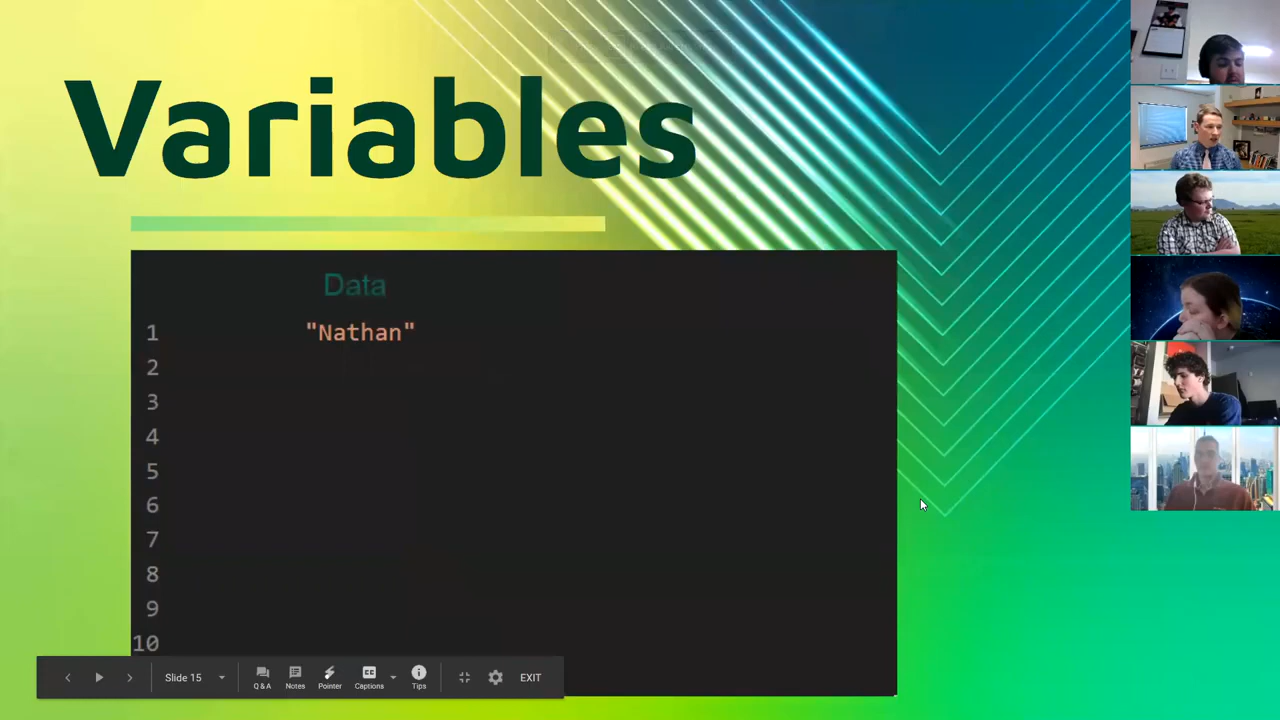 Variables
Data
1 "Nathan"
2
3
4
5
6
7
8
9
10
Slide 15
Q & A
Notes
Pointer
Captions
Tips
EXIT